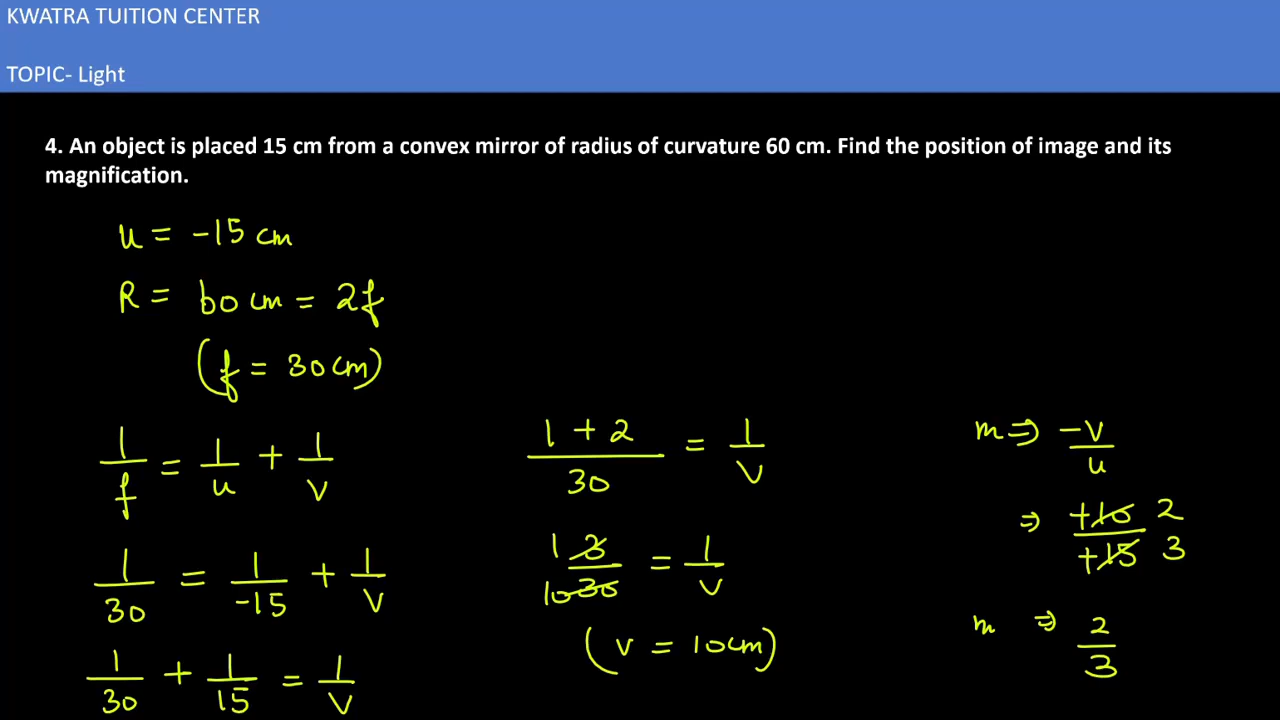 KWATRA TUITION CENTER
TOPIC- Light
4. An object is placed 15 cm from a convex mirror of radius of curvature 60 cm. Find the position of image and its
magnification.
u = -15 cm
R = 60 cm = 2f
(f = 30 cm)
1/f = 1/u + 1/v
1/30 = 1/-15 + 1/v
1/30 + 1/15 = 1/v
1 + 2/30 = 1/v
1 3/10 30 = 1/v
(v = 10 cm)
m ⇒ -v/u
⇒ +10 2/+15 3
m ⇒ 2/3